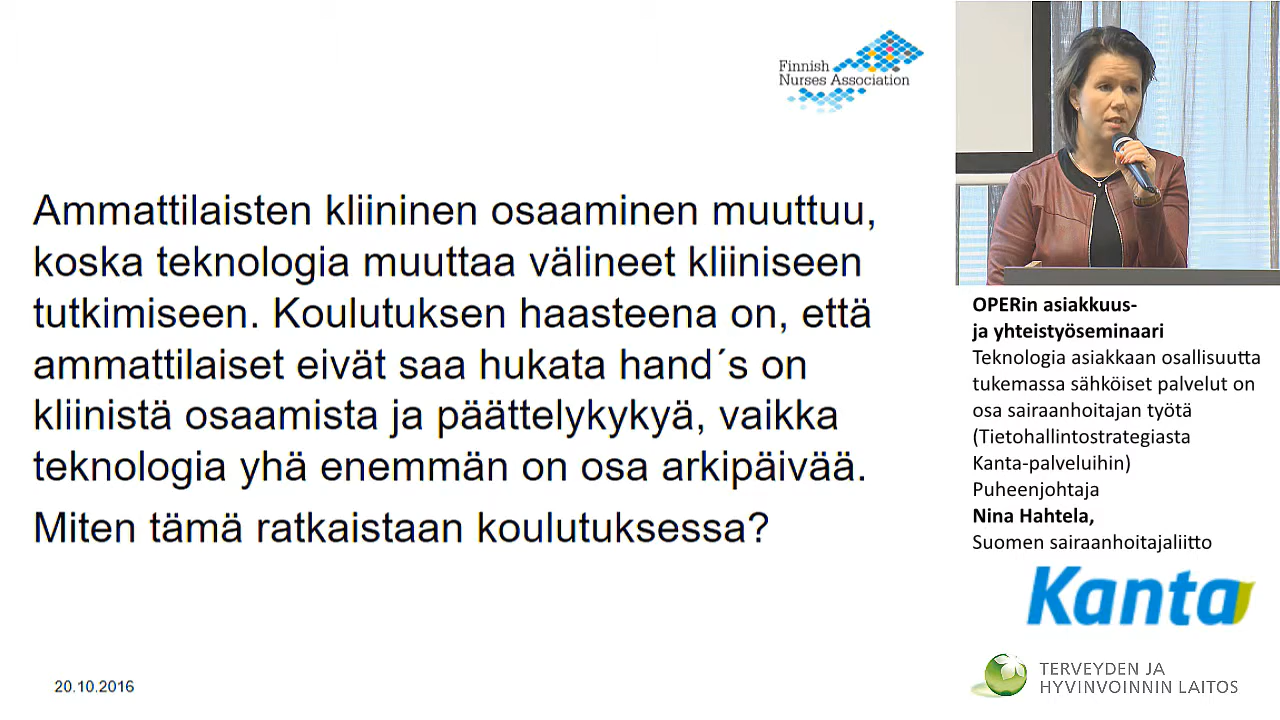 Finnish
Nurses Association
Ammattilaisten kliininen osaaminen muuttuu,
koska teknologia muuttaa välineet kliiniseen
tutkimiseen. Koulutuksen haasteena on, että
ammattilaiset eivät saa hukata hand´s on
kliinistä osaamista ja päättelykykyä, vaikka
teknologia yhä enemmän on osa arkipäivää.
Miten tämä ratkaistaan koulutuksessa?
20.10.2016
OPERin asiakkuus-
ja yhteistyöseminaari
Teknologia asiakkaan osallisuutta
tukemassa sähköiset palvelut on
osa sairaanhoitajan työtä
(Tietohallintostrategiasta
Kanta-palveluihin)
Puheenjohtaja
Nina Hahtela,
Suomen sairaanhoitajaliitto
Kanta
TERVEYDEN JA
HYVINVOINNIN LAITOS